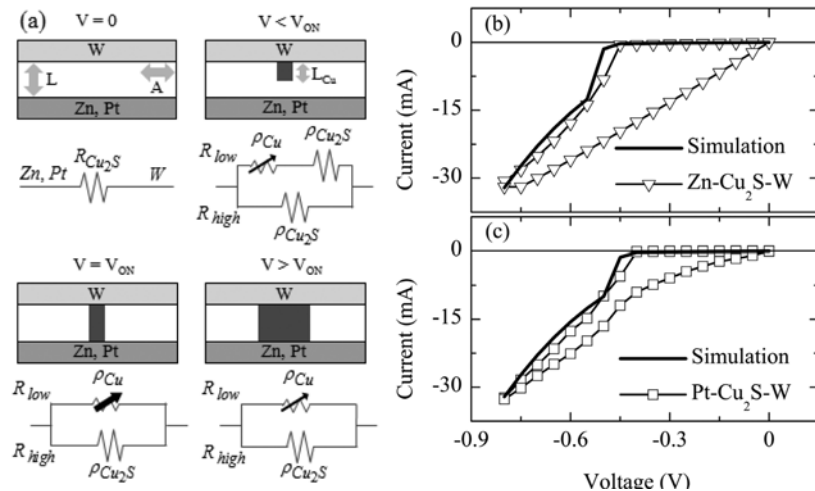 (a)
V = 0
V < V_ON
W
L
A
Zn, Pt
W
L_Cu
Zn, Pt
R_Cu₂S
Zn, Pt
W
ρ_Cu
ρ_Cu₂S
R_low
R_high
ρ_Cu₂S
V = V_ON
V > V_ON
W
Zn, Pt
W
Zn, Pt
ρ_Cu
R_low
R_high
ρ_Cu₂S
ρ_Cu
R_low
R_high
ρ_Cu₂S
(b)
0
-15
-30
Current (mA)
Simulation
Zn-Cu₂S-W
(c)
0
-15
-30
Current (mA)
Simulation
Pt-Cu₂S-W
-0.9
-0.6
-0.3
0
Voltage (V)